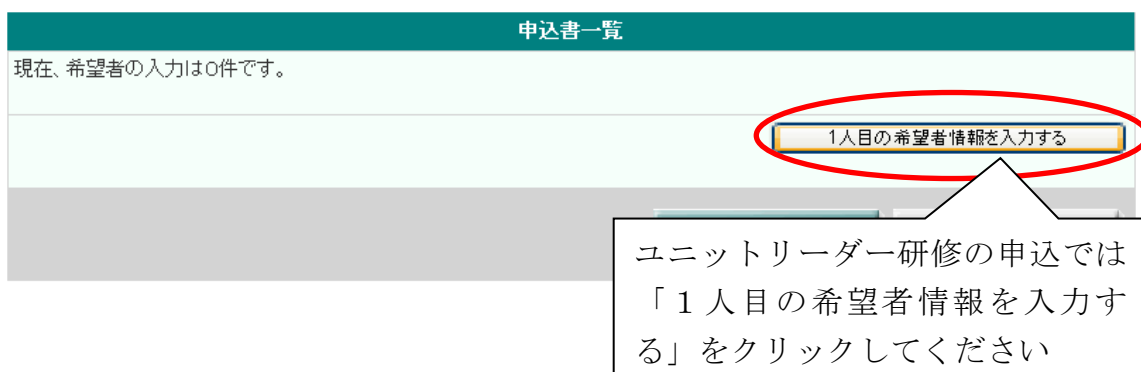 申込書一覧
現在、希望者の入力は0件です。
1人目の希望者情報を入力する
ユニットリーダー研修の申込では
「１人目の希望者情報を入力す
る」をクリックしてください